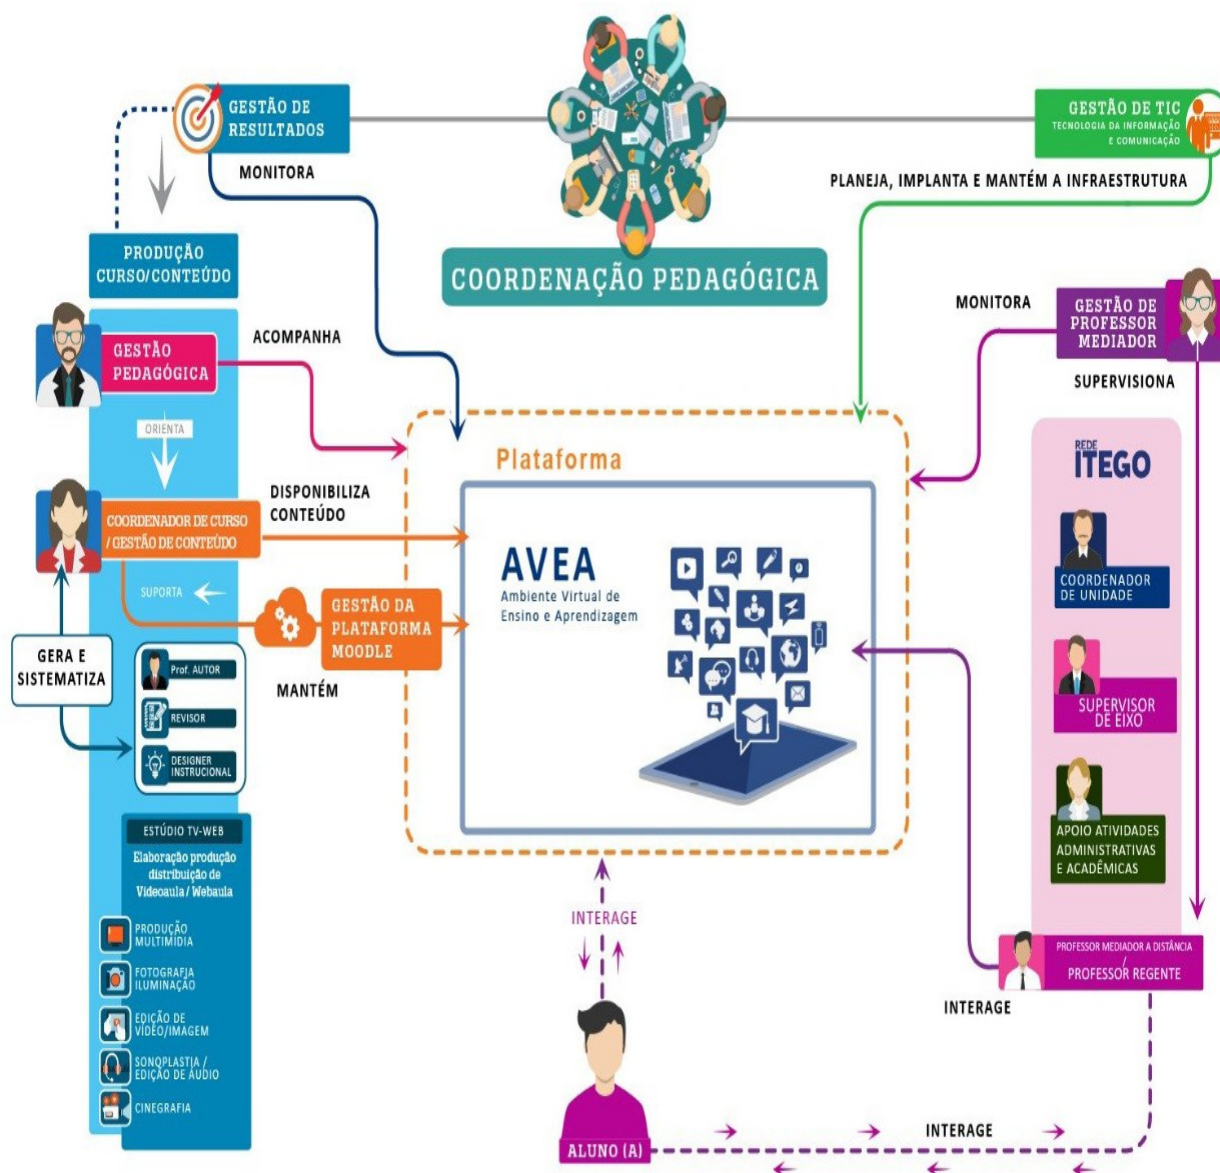 GESTÃO DE
RESULTADOS
GESTÃO DE TIC
TECNOLOGIA DA INFORMAÇÃO
E COMUNICAÇÃO
MONITORA
PLANEJA, IMPLANTA E MANTÉM A INFRAESTRUTURA
PRODUÇÃO
CURSO/CONTEÚDO
COORDENAÇÃO PEDAGÓGICA
MONITORA
GESTÃO DE
PROFESSOR
MEDIADOR
ACOMPANHA
GESTÃO
PEDAGÓGICA
SUPERVISIONA
ORIENTA
Plataforma
REDE
ITEGO
DISPONIBILIZA
CONTEÚDO
COORDENADOR DE CURSO
/ GESTÃO DE CONTEÚDO
AVEA
Ambiente Virtual de
Ensino e Aprendizagem
COORDENADOR
DE UNIDADE
SUPORTA
GESTÃO DA
PLATAFORMA
MOODLE
GERA E
SISTEMATIZA
MANTÉM
Prof. AUTOR
REVISOR
DESIGNER
INSTRUCIONAL
SUPERVISOR
DE EIXO
ESTÚDIO TV-WEB
Elaboração produção
distribuição de
Videoaula / Webaula
APOIO ATIVIDADES
ADMINISTRATIVAS
E ACADÊMICAS
PRODUÇÃO
MULTIMÍDIA
FOTOGRAFIA
ILUMINAÇÃO
EDIÇÃO DE
VÍDEO/IMAGEM
SONOPLASTIA /
EDIÇÃO DE ÁUDIO
CINEGRAFIA
INTERAGE
PROFESSOR MEDIADOR A DISTÂNCIA
/
PROFESSOR REGENTE
INTERAGE
INTERAGE
ALUNO (A)